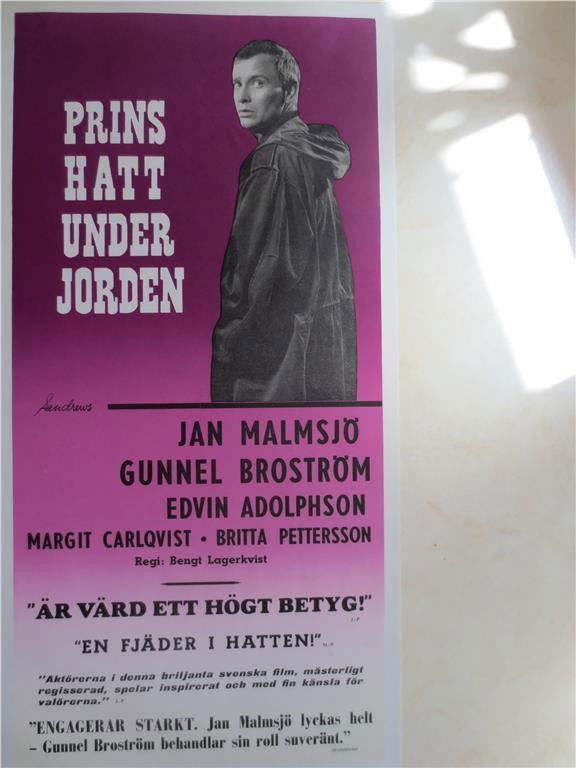 PRINS
HATT
UNDER
JORDEN
Sandrews
JAN MALMSJÖ
GUNNEL BROSTRÖM
EDVIN ADOLPHSON
MARGIT CARLQVIST • BRITTA PETTERSSON
Regi: Bengt Lagerkvist
"ÄR VÄRD ETT HÖGT BETYG!"
"EN FJÄDER I HATTEN!"
"Aktörerna i denna briljanta svenska film, mästerligt
regisserad, spelar inspirerat och med fin känsla för
valörerna."
"ENGAGERAR STARKT. Jan Malmsjö lyckas helt
– Gunnel Broström behandlar sin roll suveränt."